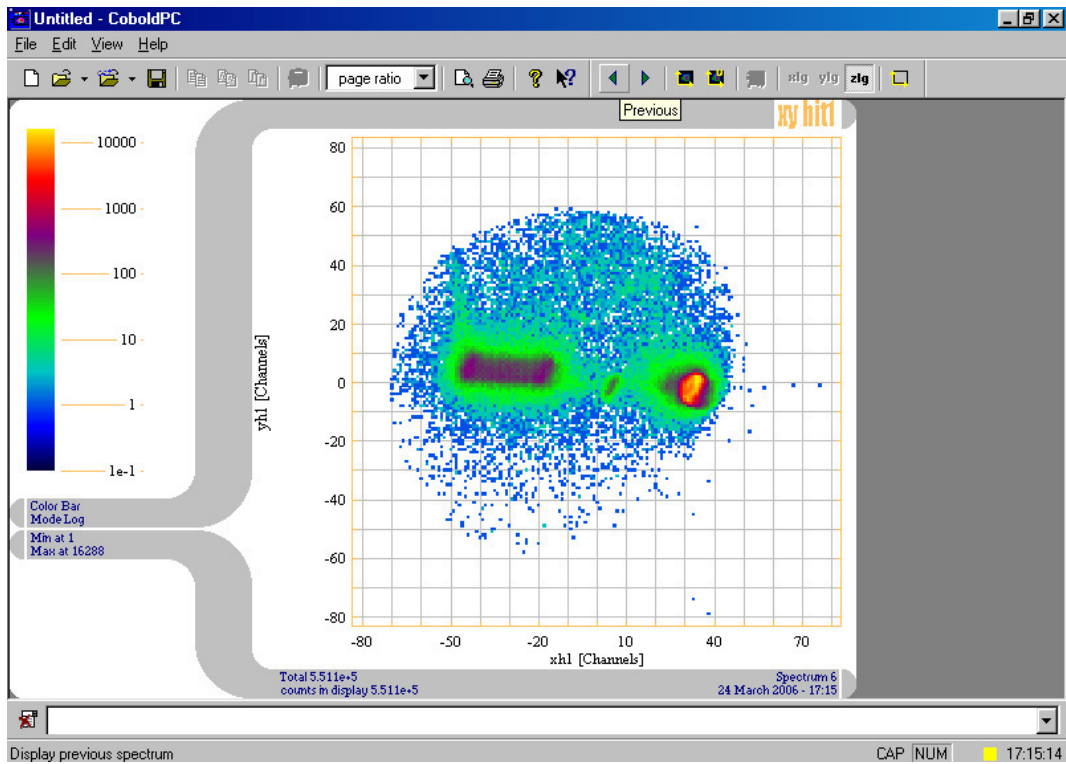 Untitled - CoboldPC
File Edit View Help
page ratio
xlg ylg zlg
Previous
xy hit1
10000
1000
100
10
1
1e-1
Color Bar
Mode Log
Min at 1
Max at 16288
yh1 [Channels]
80
60
40
20
0
-20
-40
-60
-80
-80 -50 -20 10 40 70
xh1 [Channels]
Total 5.511e+5
counts in display 5.511e+5
Spectrum 6
24 March 2006 - 17:15
Display previous spectrum
CAP NUM 17:15:14